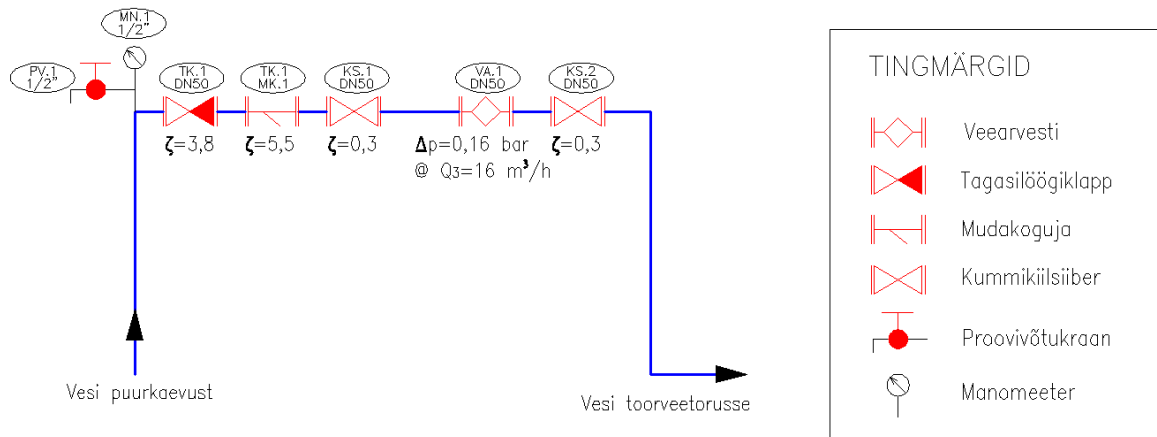 MN.1
1/2"
PV.1
1/2"
TK.1
DN50
TK.1
MK.1
KS.1
DN50
VA.1
DN50
KS.2
DN50
ζ=3,8
ζ=5,5
ζ=0,3
Δp=0,16 bar
@ Q3=16 m³/h
ζ=0,3
Vesi puurkaevust
Vesi toorveetorusse
TINGMÄRGID
Veearvesti
Tagasilöögiklapp
Mudakoguja
Kummikiilsiiber
Proovivõtukraan
Manomeeter